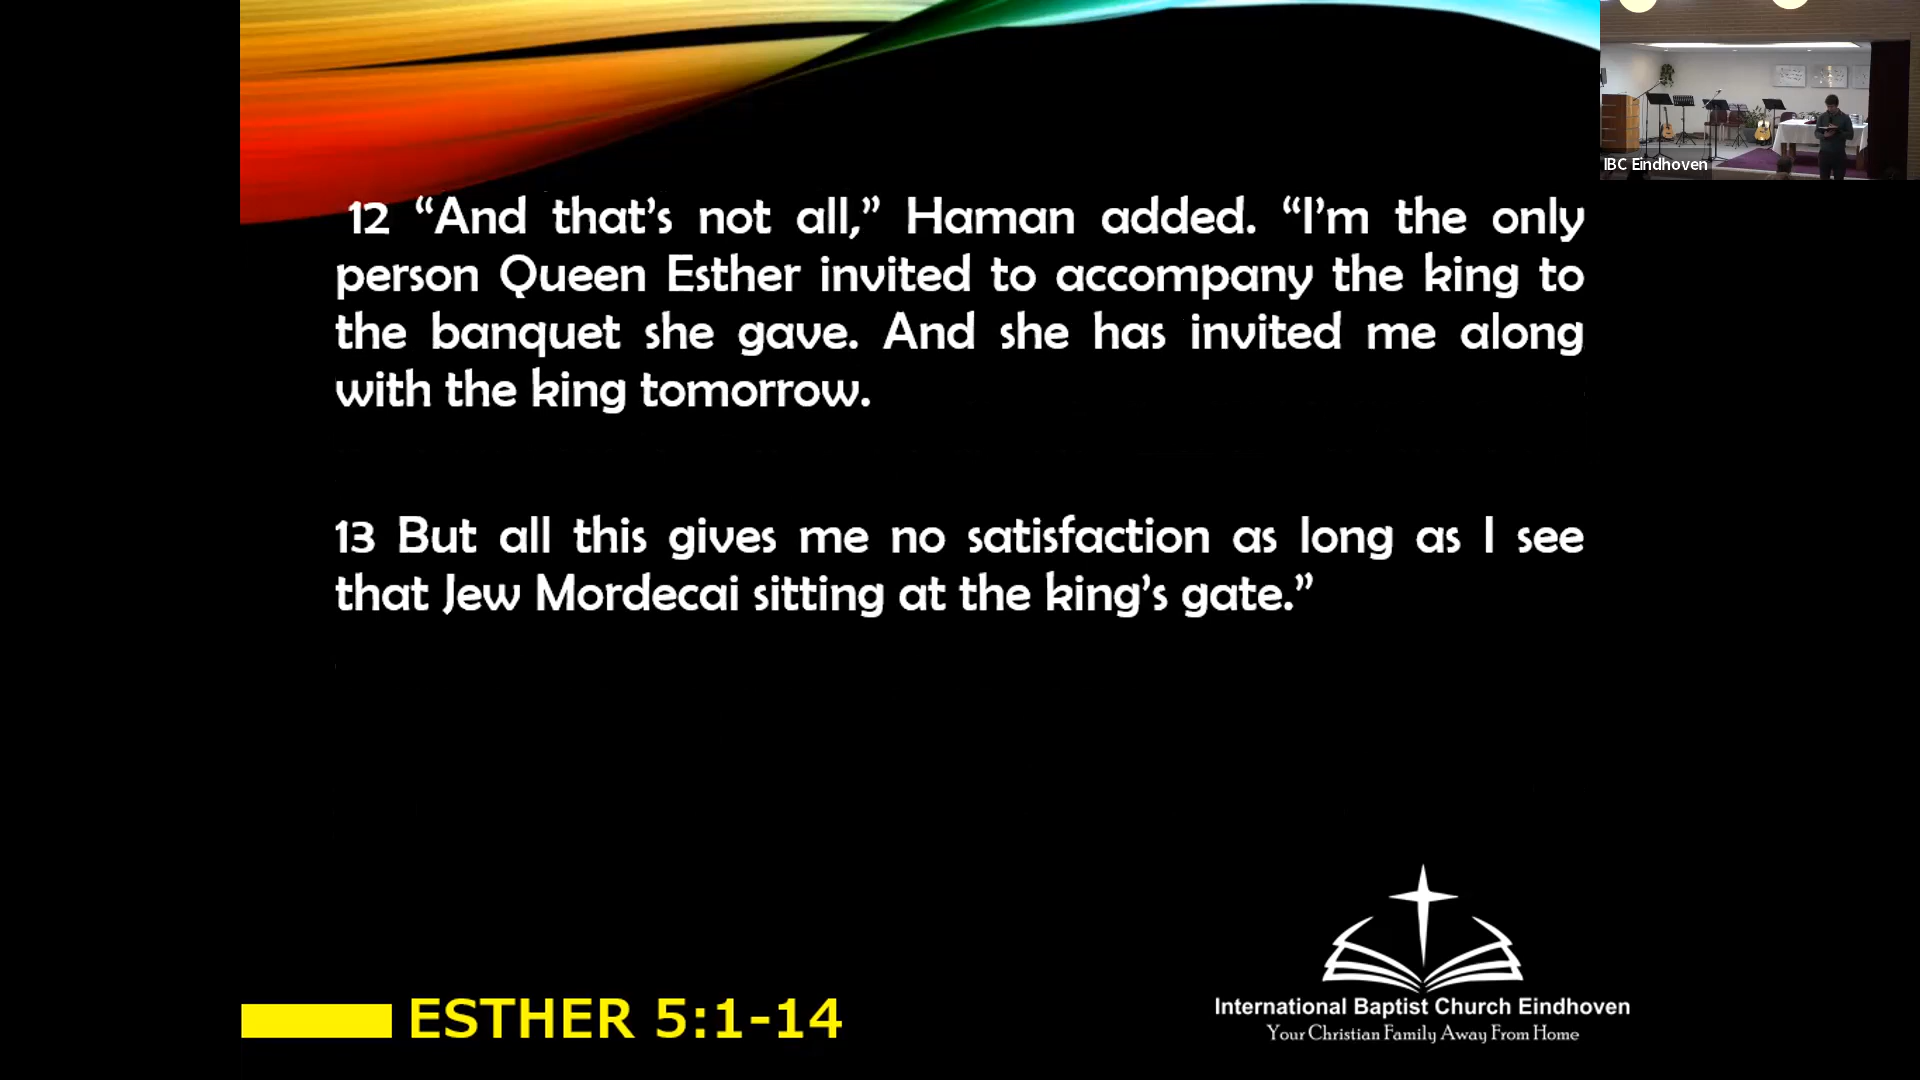 IBC Eindhoven
12 “And that’s not all,” Haman added. “I’m the only
person Queen Esther invited to accompany the king to
the banquet she gave. And she has invited me along
with the king tomorrow.
13 But all this gives me no satisfaction as long as I see
that Jew Mordecai sitting at the king’s gate.”
ESTHER 5:1-14
International Baptist Church Eindhoven
Your Christian Family Away From Home